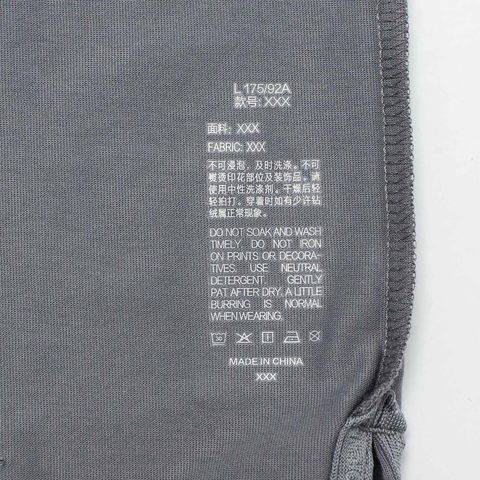 L 175/92A
款号: XXX
面料: XXX
FABRIC: XXX
不可浸泡, 及时洗涤。不可
熨烫印花部位及装饰品。请
使用中性洗涤剂。干燥后轻
轻拍打。穿着时如有少许钻
绒属正常现象。
DO NOT SOAK AND WASH
TIMELY. DO NOT IRON
ON PRINTS OR DECORA-
TIVES. USE NEUTRAL
DETERGENT. GENTLY
PAT AFTER DRY. A LITTLE
BURRING IS NORMAL
WHEN WEARING.
30
MADE IN CHINA
XXX